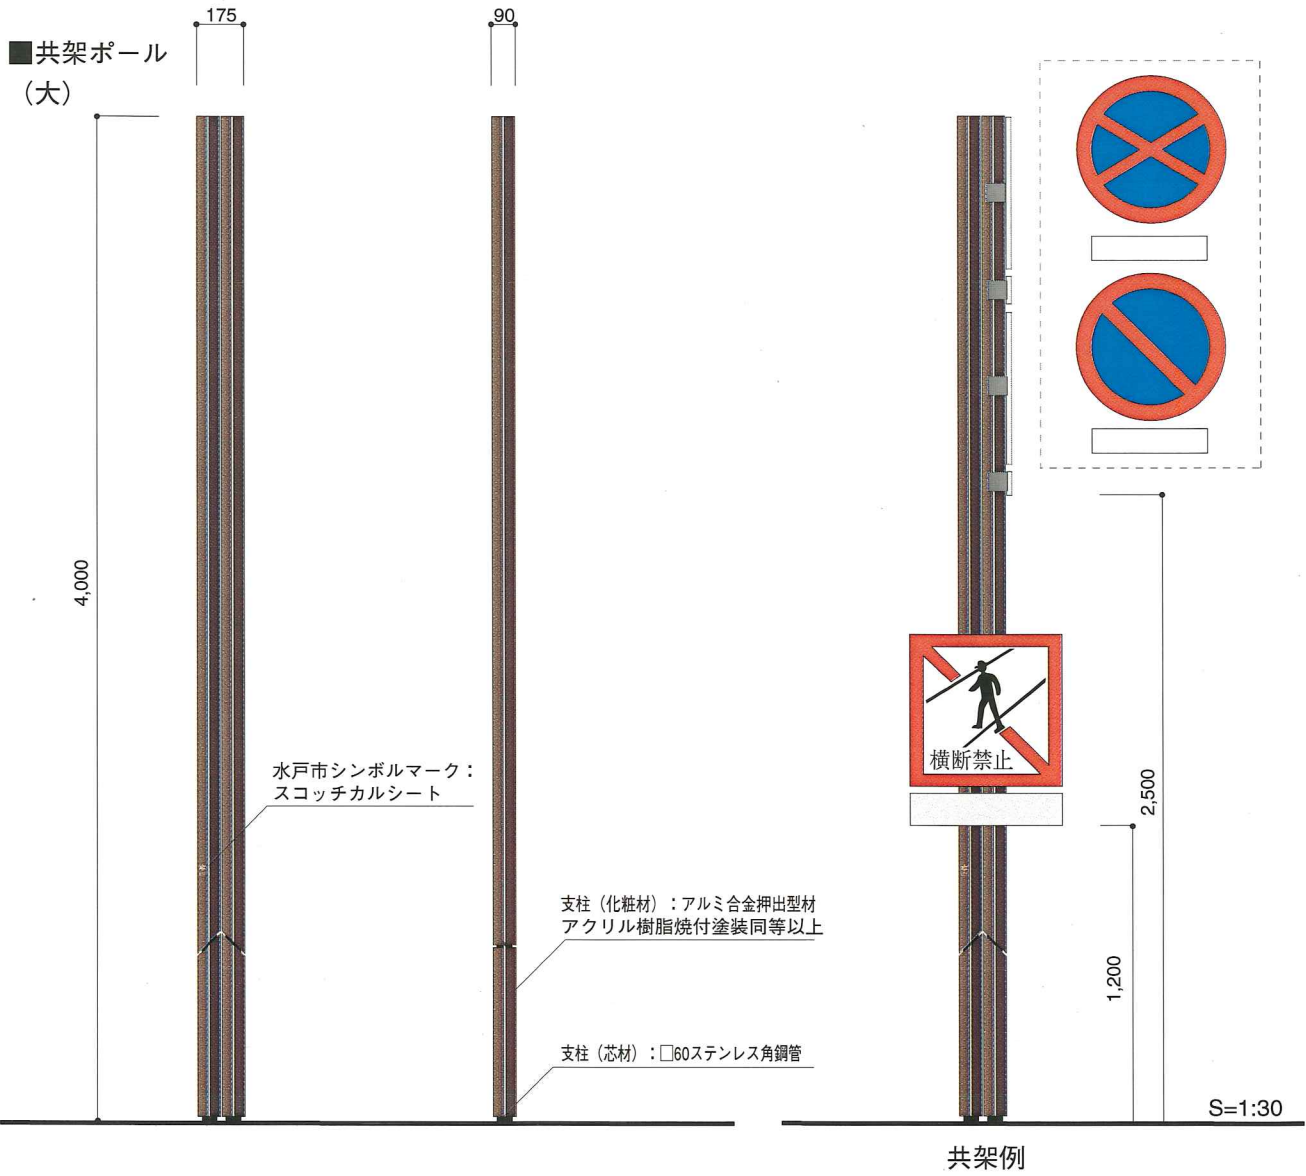 ■共架ポール
（大）
175
90
4,000
水戸市シンボルマーク：
スコッチカルシート
支柱（化粧材）：アルミ合金押出型材
アクリル樹脂焼付塗装同等以上
支柱（芯材）：□60ステンレス角鋼管
横断禁止
2,500
1,200
S=1:30
共架例